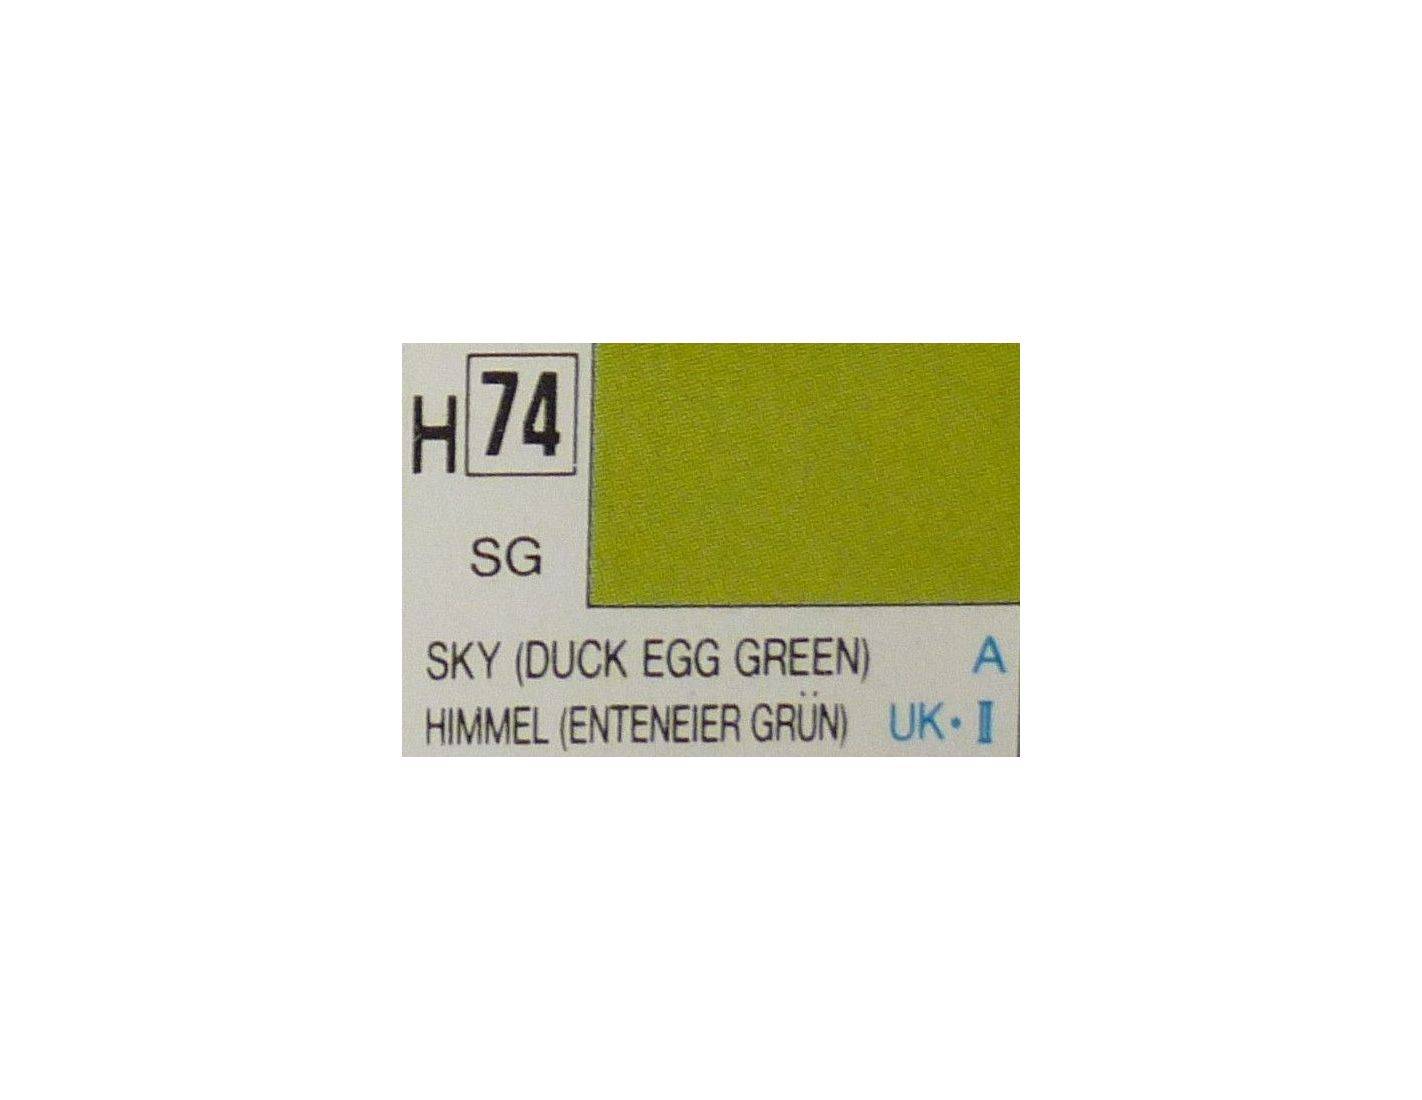 H 74
SG
SKY (DUCK EGG GREEN) A
HIMMEL (ENTENEIER GRÜN) UK・Ⅱ